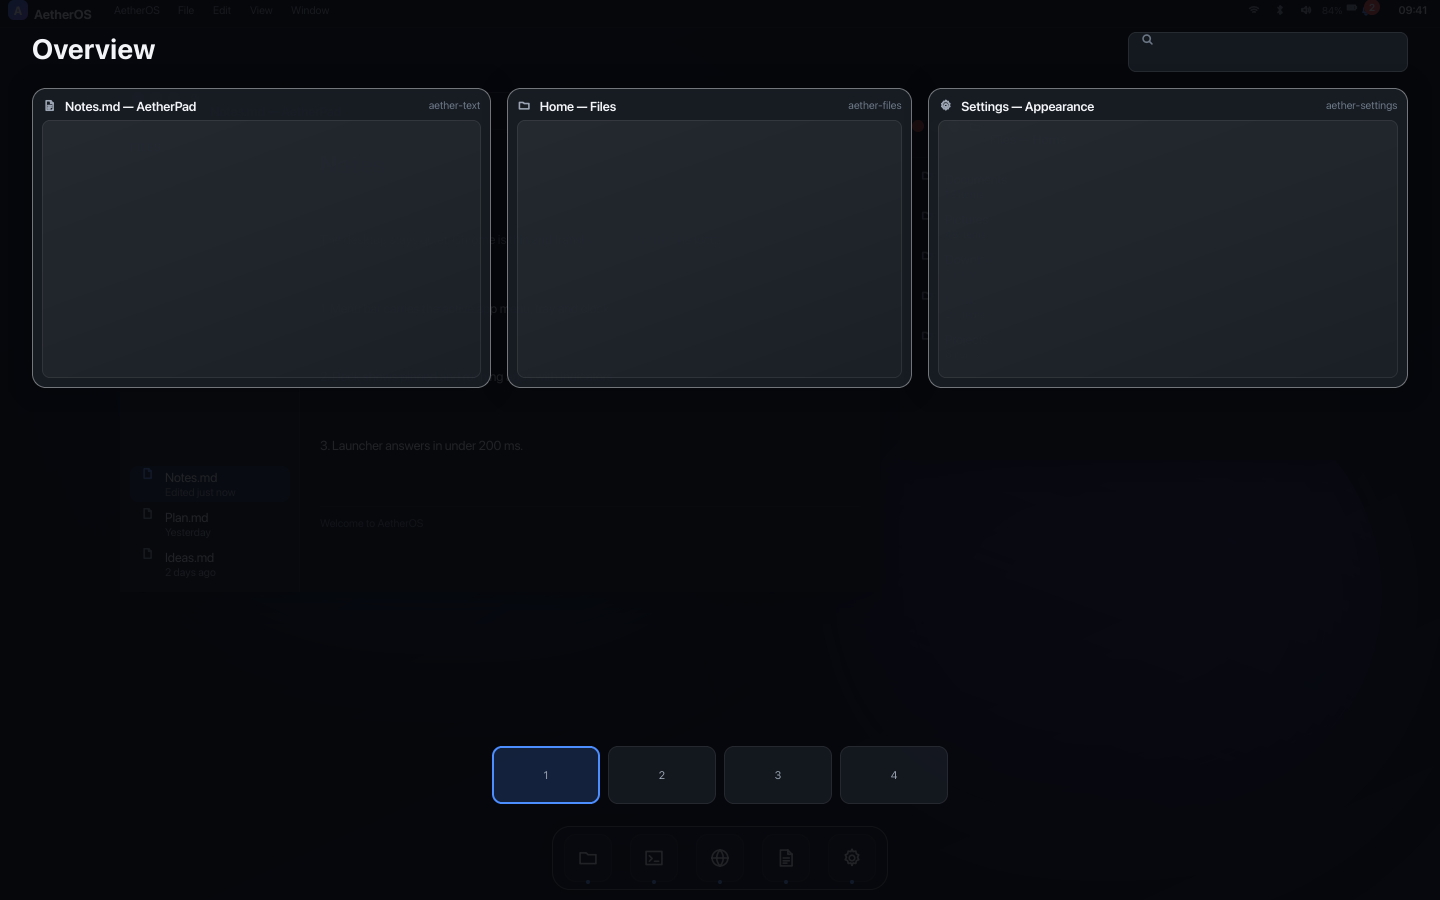 A AetherOS AetherOS File Edit View Window 94% 2 09:41
Overview
Notes.md — AetherPad aether-text
Home — Files aether-files
Settings — Appearance aether-settings
3. Launcher answers in under 200 ms.
Notes.md
Edited just now
Plan.md
Yesterday
Welcome to AetherOS
Ideas.md
2 days ago
1 2 3 4